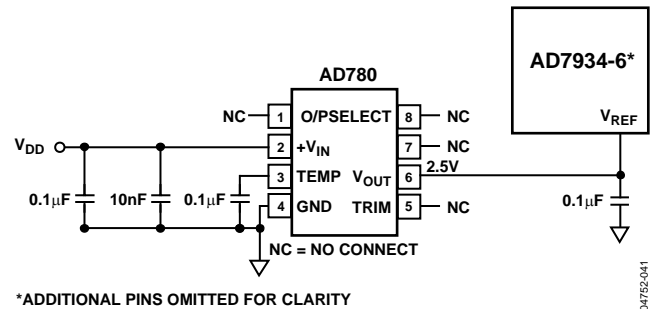 AD780
AD7934-6*
NC 1 O/PSELECT 8 NC
VREF
VDD 2 +VIN 7 NC
3 TEMP VOUT 6 2.5V
0.1μF 10nF 0.1μF 4 GND TRIM 5 NC 0.1μF
NC = NO CONNECT
*ADDITIONAL PINS OMITTED FOR CLARITY
04752-041